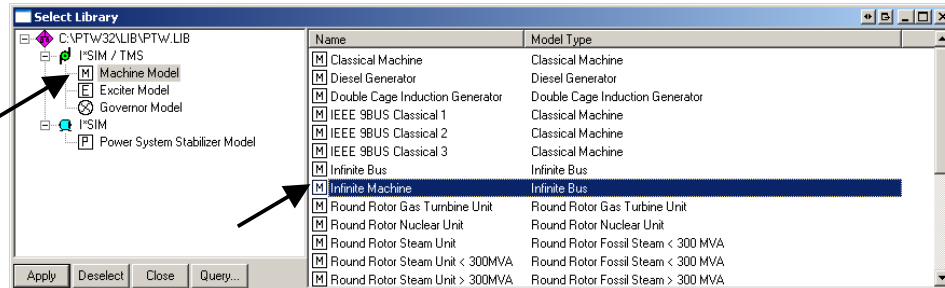 Select Library
C:\PTW32\LIB\PTW.LIB
I*SIM / TMS
M Machine Model
E Exciter Model
Governor Model
I*SIM
P Power System Stabilizer Model
Name Model Type
M Classical Machine Classical Machine
M Diesel Generator Diesel Generator
M Double Cage Induction Generator Double Cage Induction Generator
M IEEE 9BUS Classical 1 Classical Machine
M IEEE 9BUS Classical 2 Classical Machine
M IEEE 9BUS Classical 3 Classical Machine
M Infinite Bus Infinite Bus
M Infinite Machine Infinite Bus
M Round Rotor Gas Turnbine Unit Round Rotor Gas Turbine Unit
M Round Rotor Nuclear Unit Round Rotor Nuclear Unit
M Round Rotor Steam Unit Round Rotor Fossil Steam < 300 MVA
M Round Rotor Steam Unit < 300MVA Round Rotor Fossil Steam < 300 MVA
M Round Rotor Steam Unit > 300MVA Round Rotor Fossil Steam > 300 MVA
Apply Deselect Close Query...